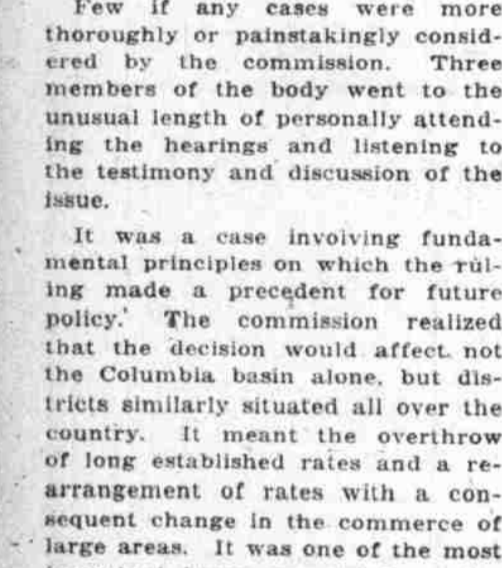 Few if any cases were more
thoroughly or painstakingly consid-
ered by the commission. Three
members of the body went to the
unusual length of personally attend-
ing the hearings and listening to
the testimony and discussion of the
issue.
It was a case involving funda-
mental principles on which the rul-
ing made a precedent for future
policy. The commission realized
that the decision would affect not
the Columbia basin alone, but dis-
tricts similarly situated all over the
country. It meant the overthrow
of long established rates and a re-
arrangement of rates with a con-
sequent change in the commerce of
large areas. It was one of the most